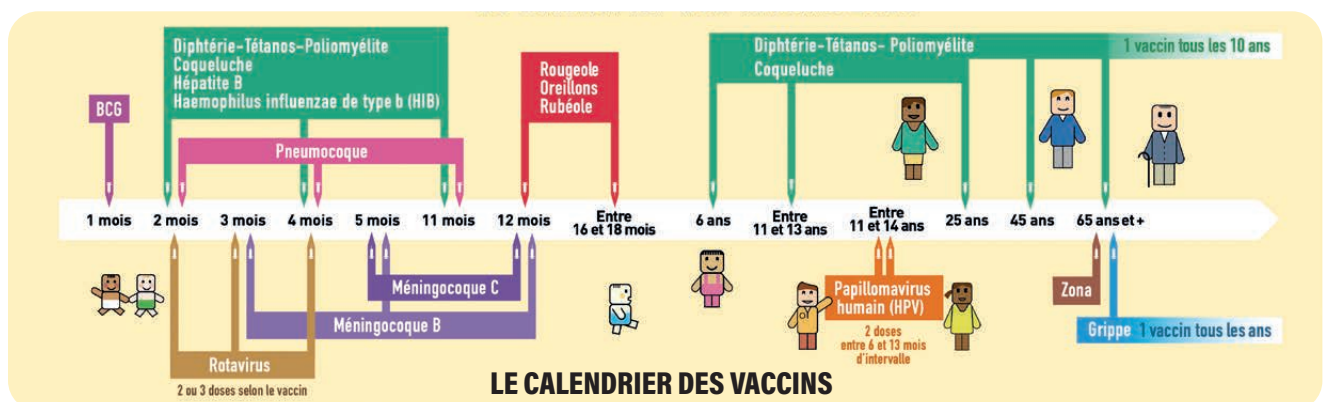 Diphtérie-Tétanos-Poliomyélite
Coqueluche
Hépatite B
Haemophilus influenzae de type b (HIB)
BCG
Pneumocoque
Rougeole
Oreillons
Rubéole
Diphtérie-Tétanos- Poliomyélite
Coqueluche
1 vaccin tous les 10 ans
1 mois
2 mois
3 mois
4 mois
5 mois
11 mois
12 mois
Entre
16 et 18 mois
6 ans
Entre
11 et 13 ans
Entre
11 et 14 ans
25 ans
45 ans
65 ans et +
Méningocoque C
Méningocoque B
Rotavirus
2 ou 3 doses selon le vaccin
Papillomavirus
humain (HPV)
2 doses
entre 6 et 13 mois
d'intervalle
Zona
Grippe 1 vaccin tous les ans
LE CALENDRIER DES VACCINS